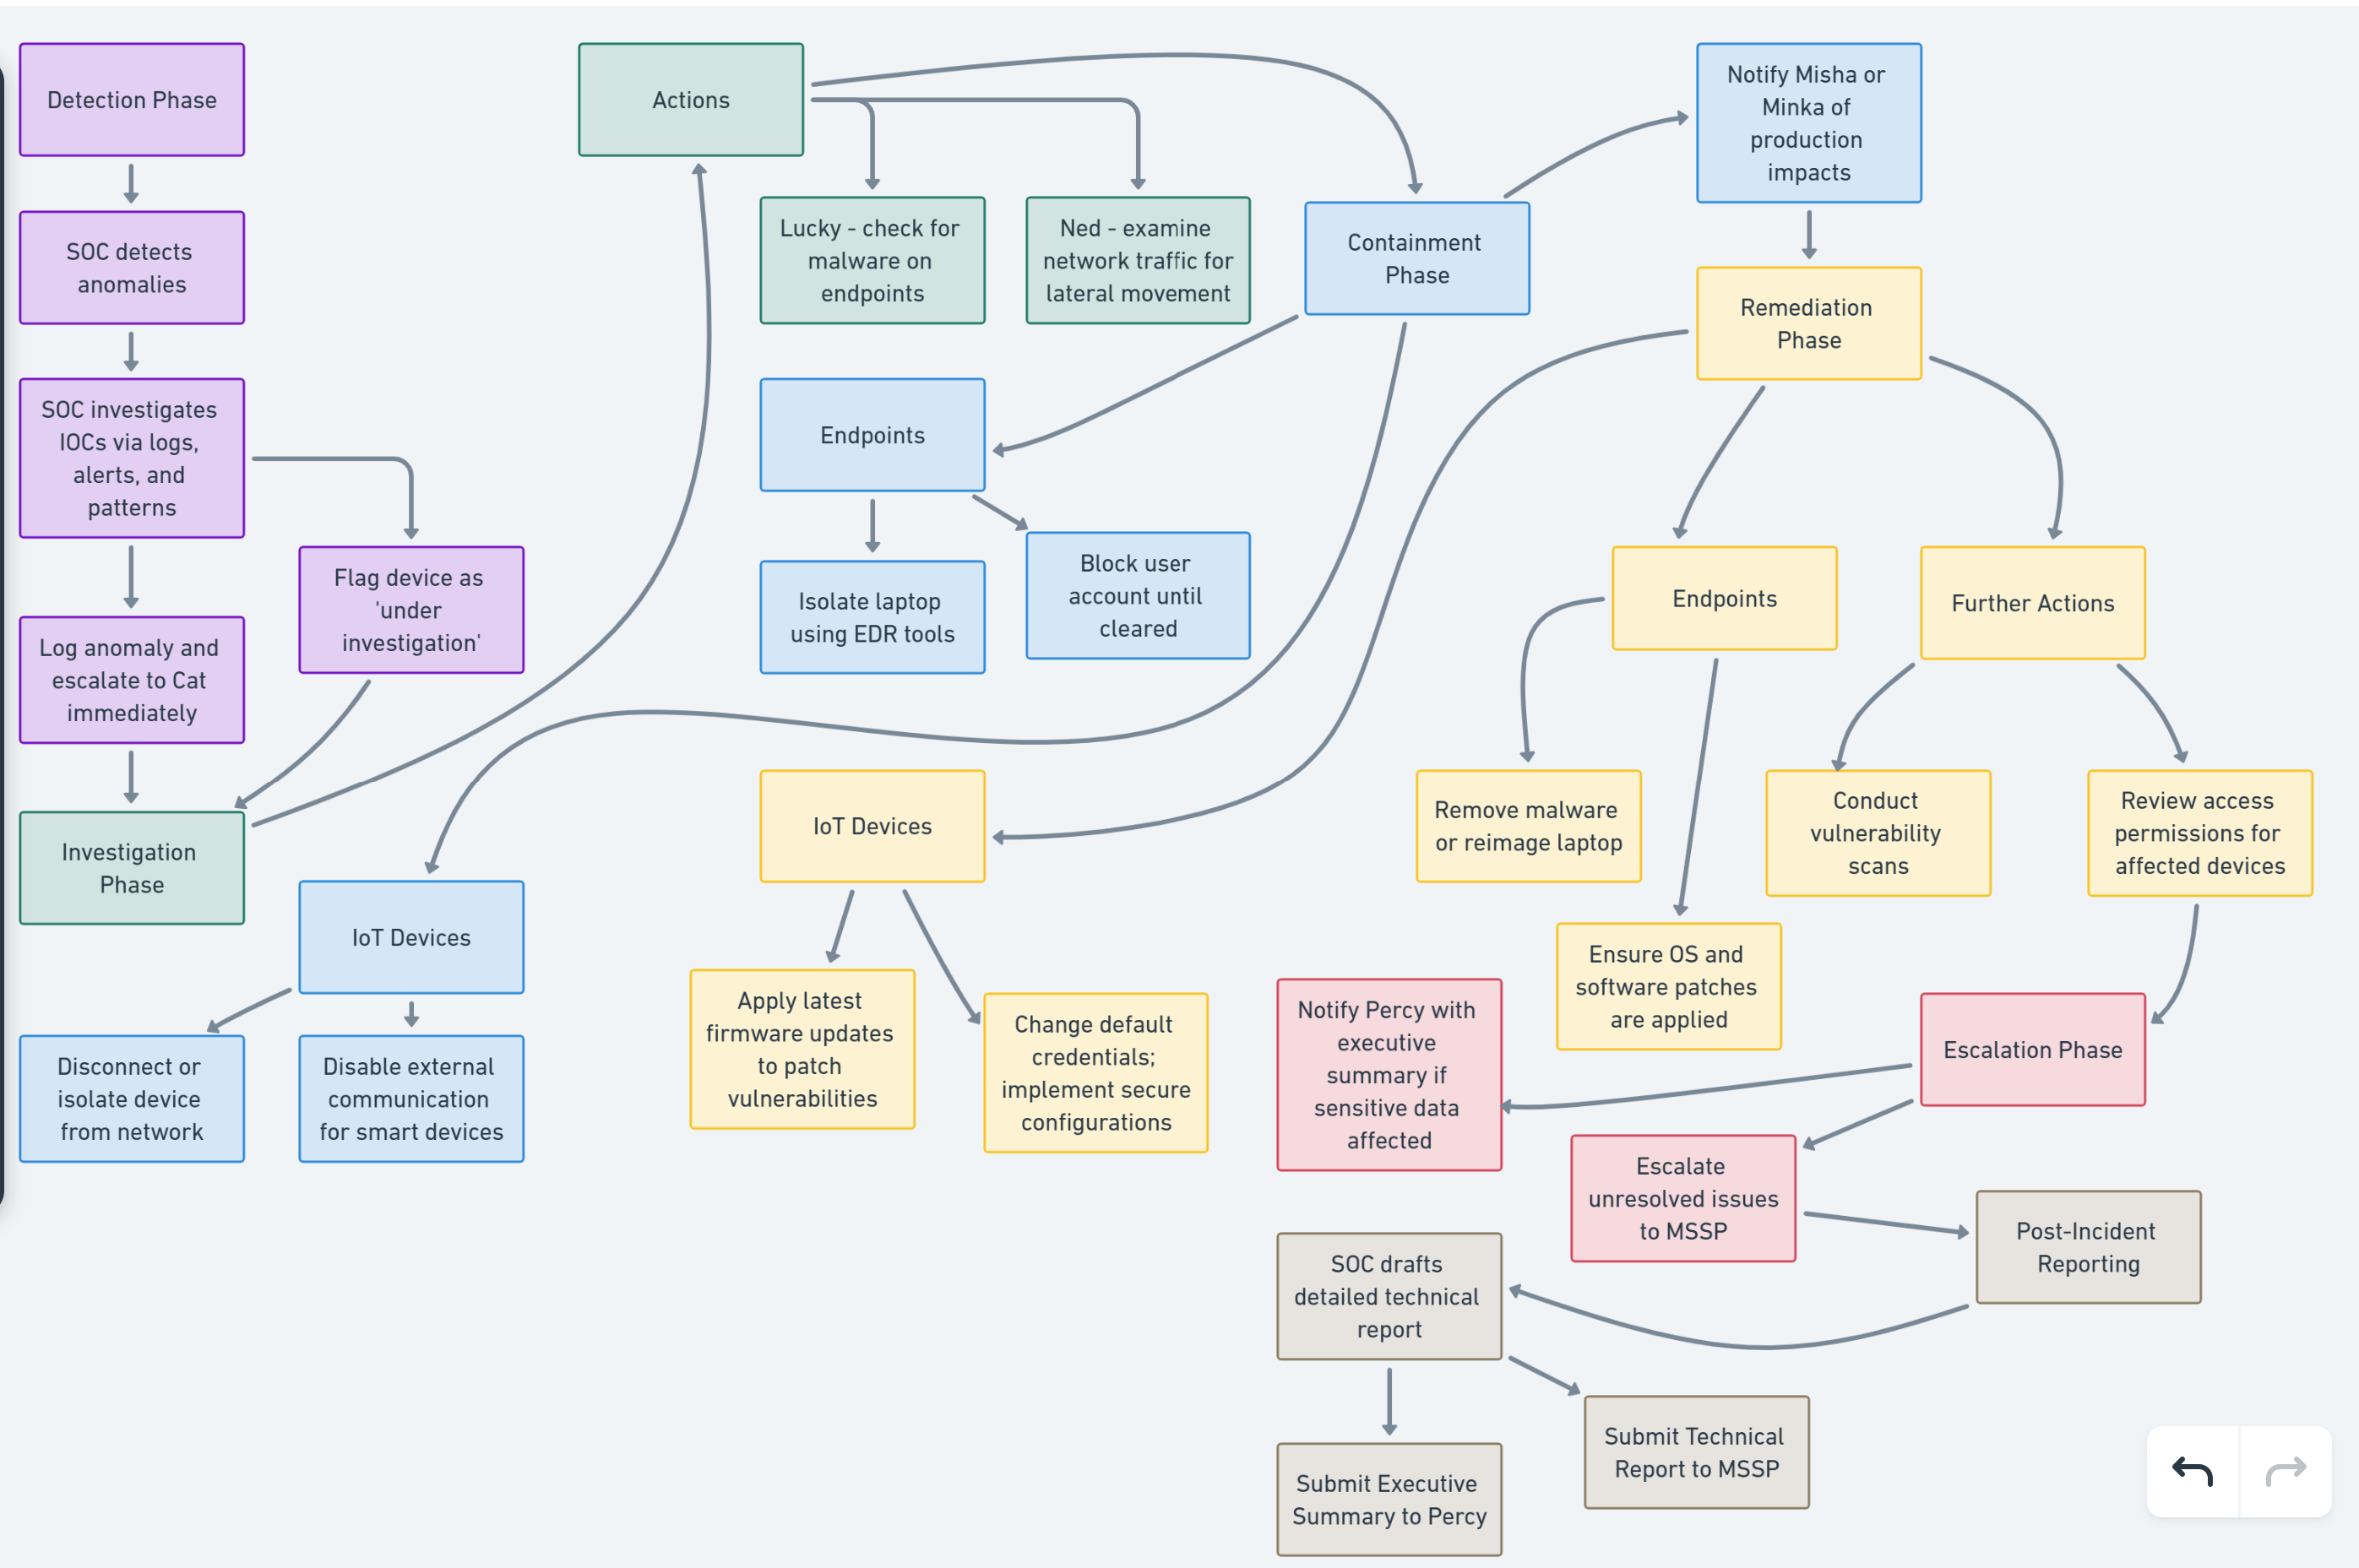 Detection Phase
SOC detects
anomalies
SOC investigates
IOCs via logs,
alerts, and
patterns
Flag device as
'under
investigation'
Log anomaly and
escalate to Cat
immediately
Investigation
Phase
Actions
Lucky - check for
malware on
endpoints
Ned - examine
network traffic for
lateral movement
Containment
Phase
Endpoints
Isolate laptop
using EDR tools
Block user
account until
cleared
IoT Devices
Disconnect or
isolate device
from network
Disable external
communication
for smart devices
Notify Misha or
Minka of
production
impacts
Remediation
Phase
IoT Devices
Apply latest
firmware updates
to patch
vulnerabilities
Change default
credentials;
implement secure
configurations
Endpoints
Remove malware
or reimage laptop
Ensure OS and
software patches
are applied
Further Actions
Conduct
vulnerability
scans
Review access
permissions for
affected devices
Escalation Phase
Notify Percy with
executive
summary if
sensitive data
affected
Escalate
unresolved issues
to MSSP
Post-Incident
Reporting
SOC drafts
detailed technical
report
Submit Executive
Summary to Percy
Submit Technical
Report to MSSP